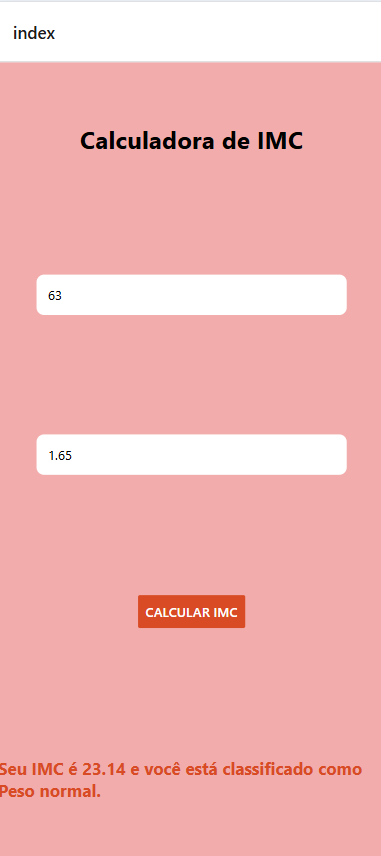 index
Calculadora de IMC
63
1.65
CALCULAR IMC
Seu IMC é 23.14 e você está classificado como
Peso normal.